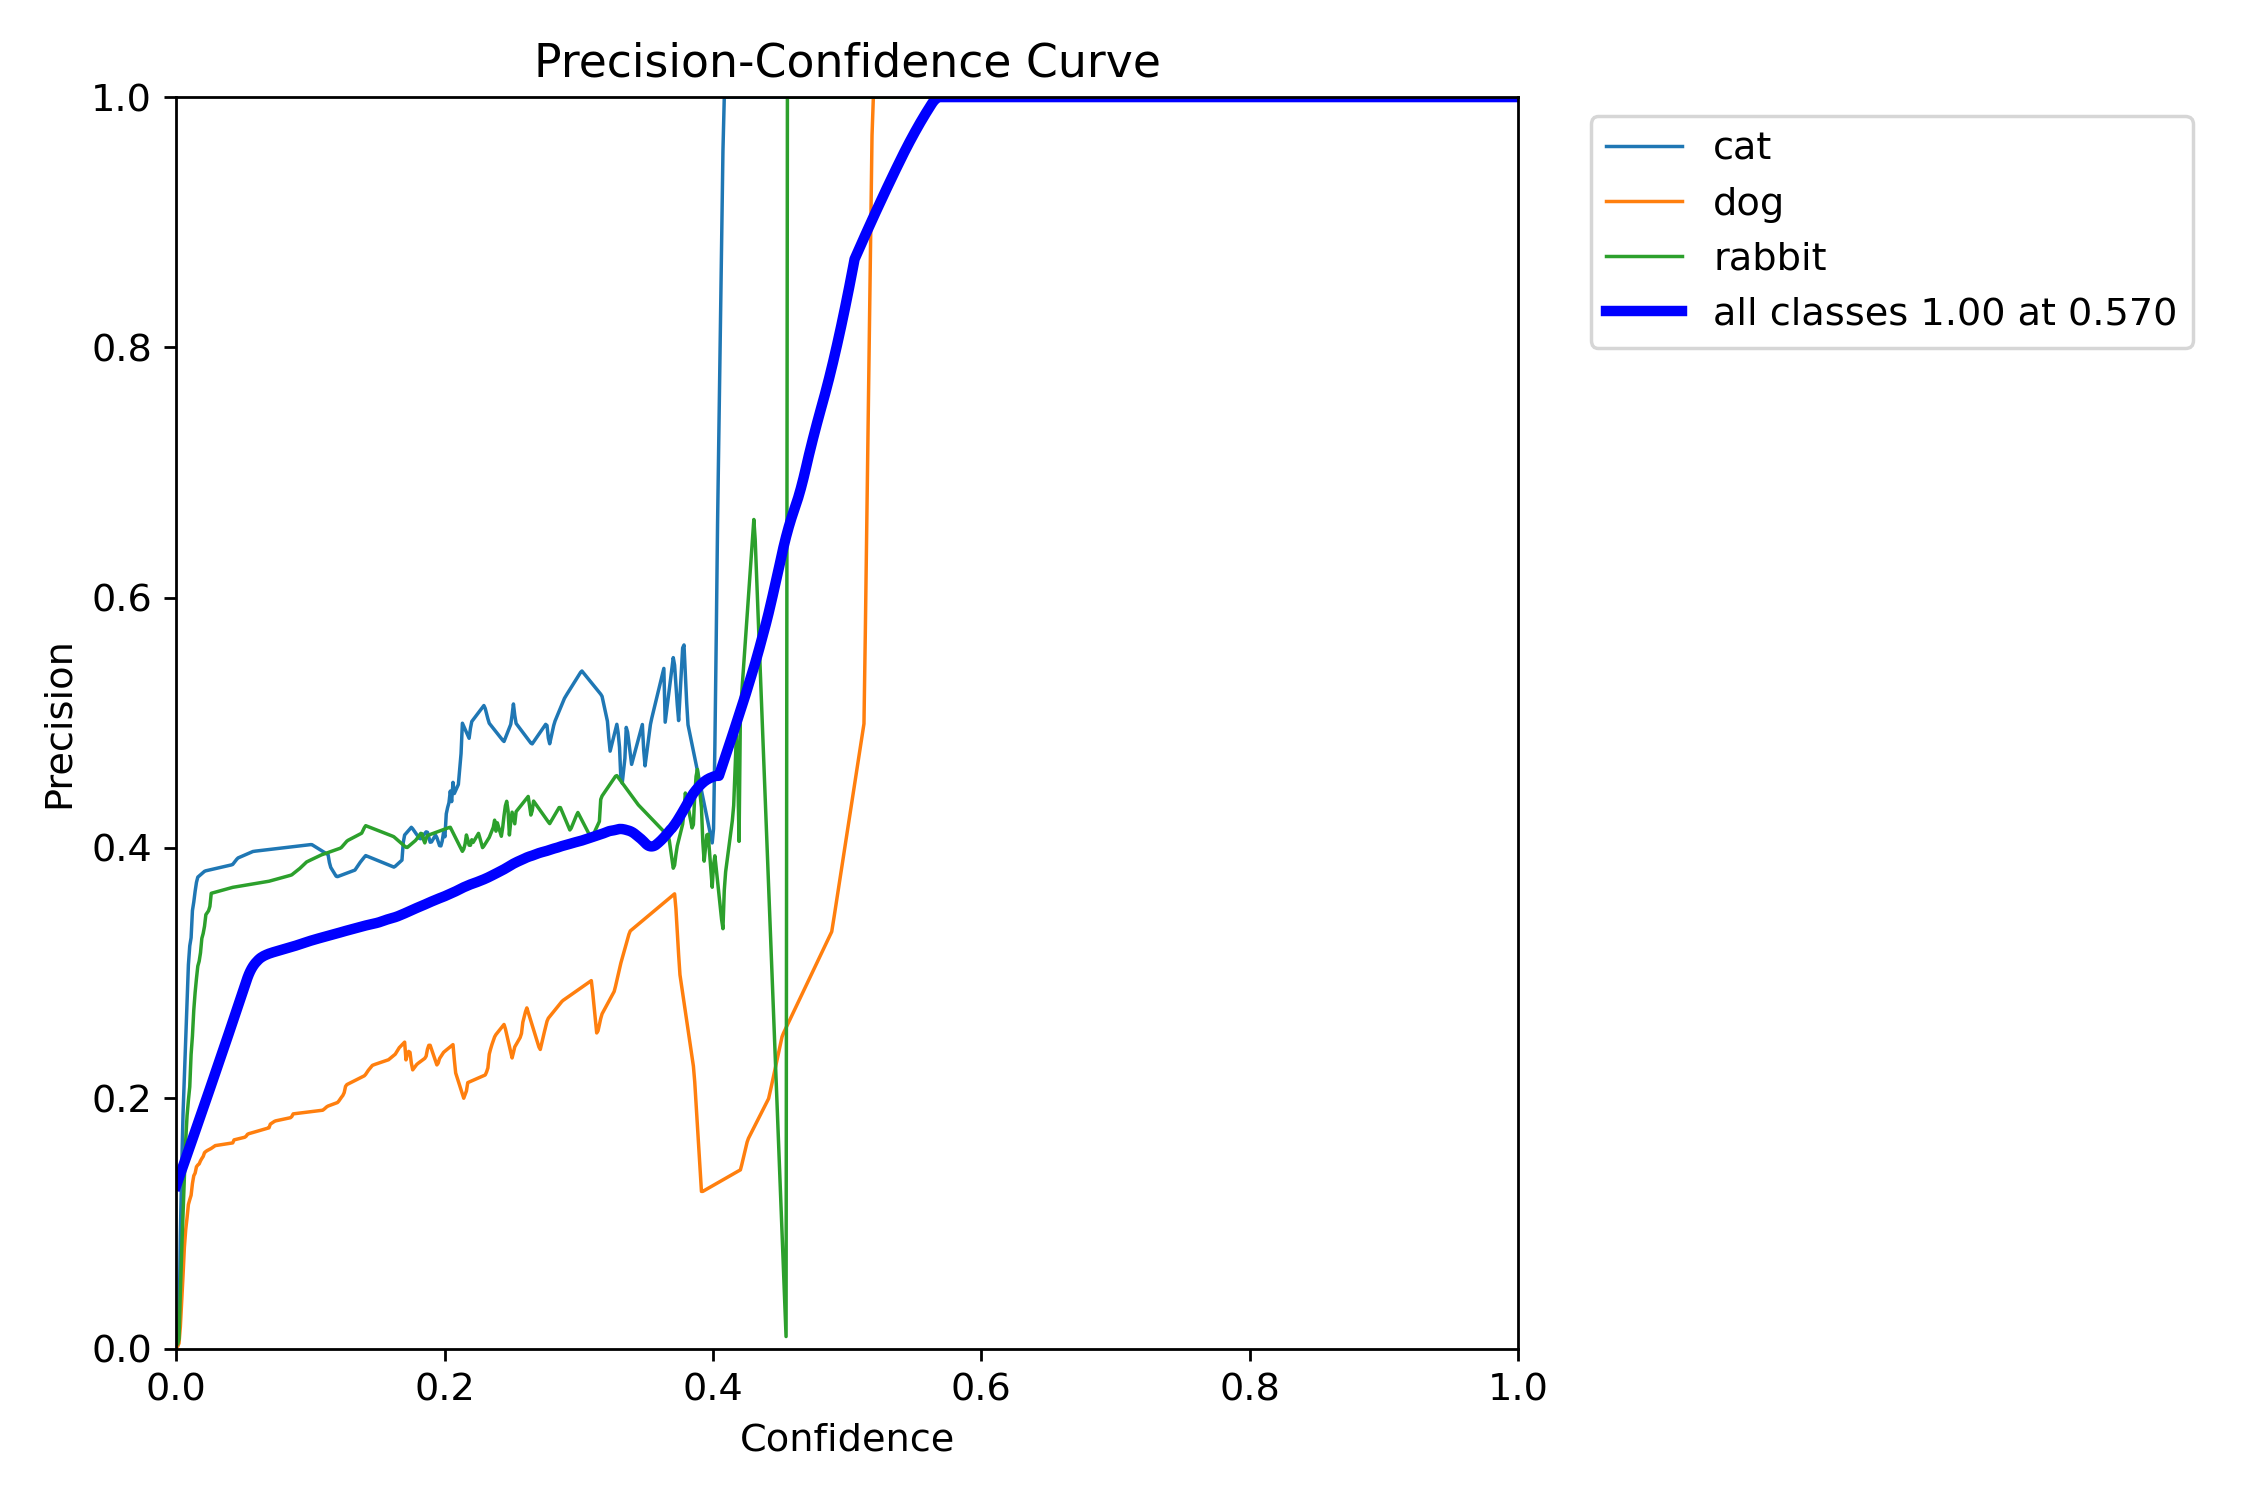 Precision-Confidence Curve
1.0
0.8
0.6
0.4
0.2
0.0
Precision
0.0 0.2 0.4 0.6 0.8 1.0
Confidence
cat
dog
rabbit
all classes 1.00 at 0.570